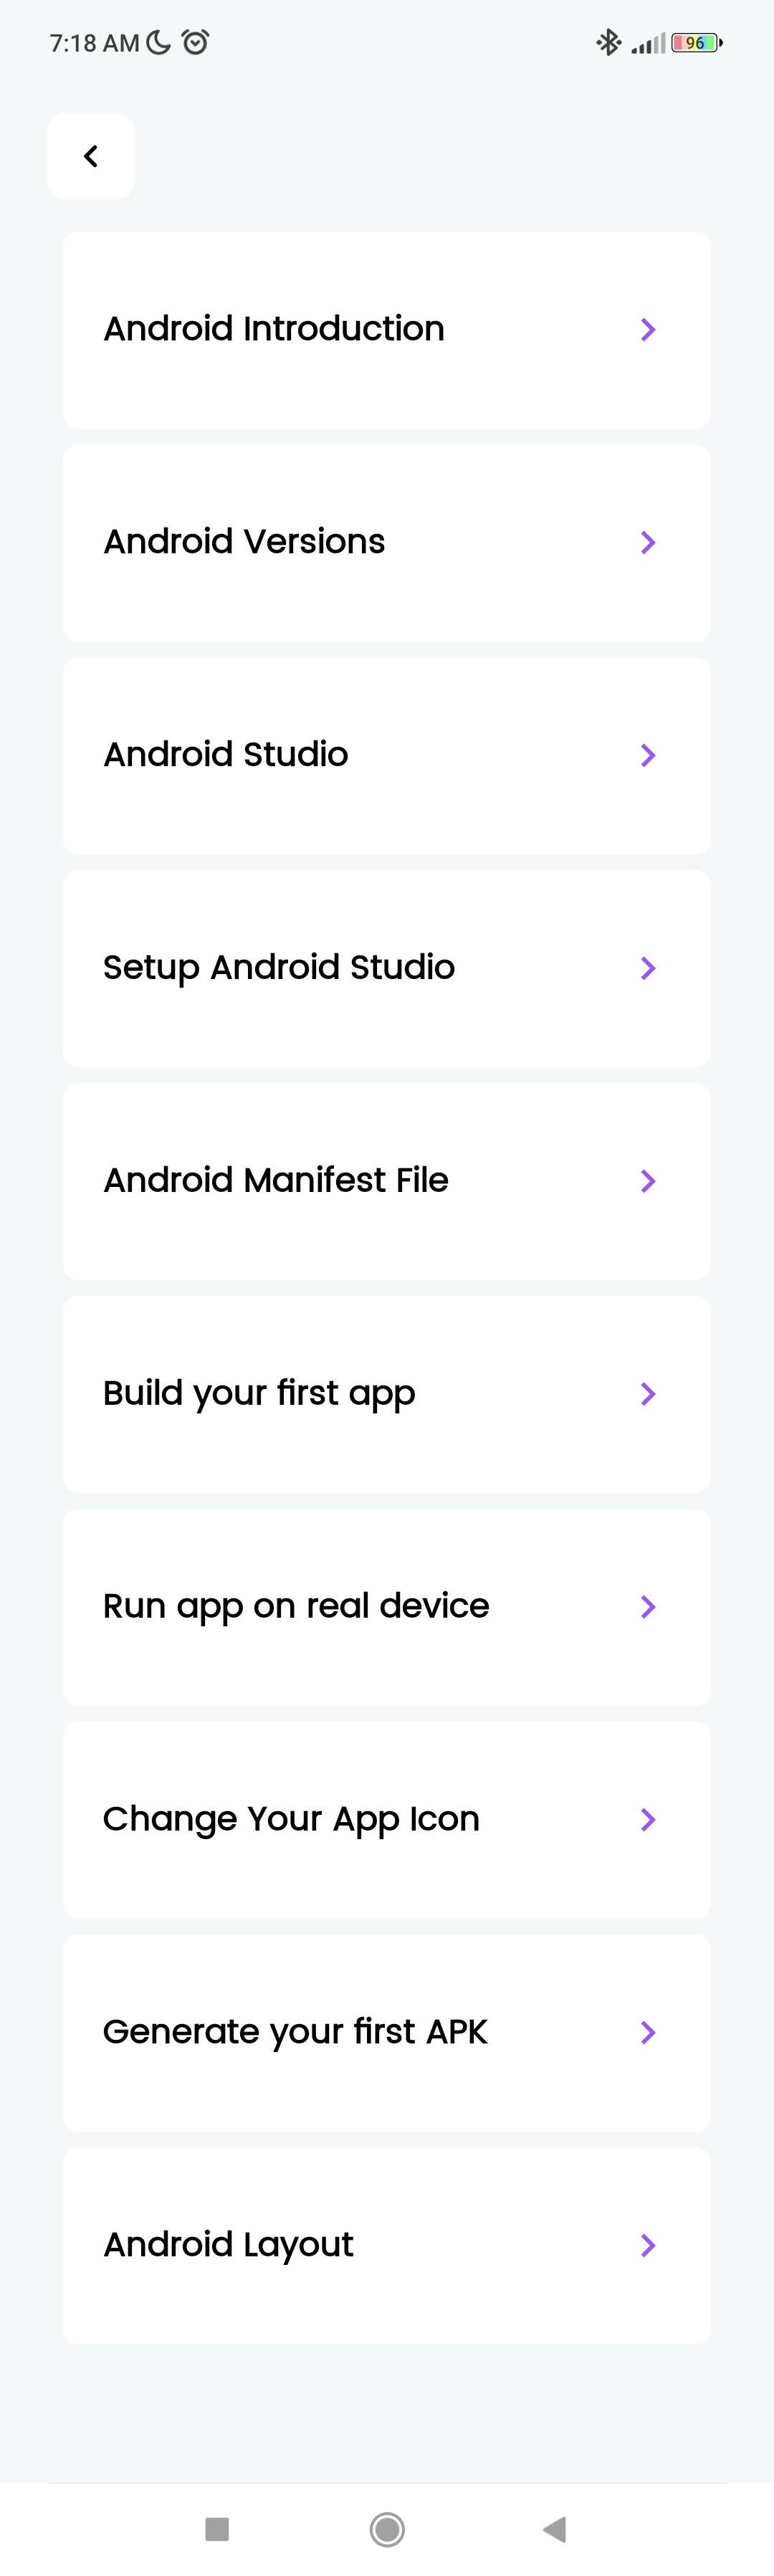 7:18 AM 96
Android Introduction
Android Versions
Android Studio
Setup Android Studio
Android Manifest File
Build your first app
Run app on real device
Change Your App Icon
Generate your first APK
Android Layout